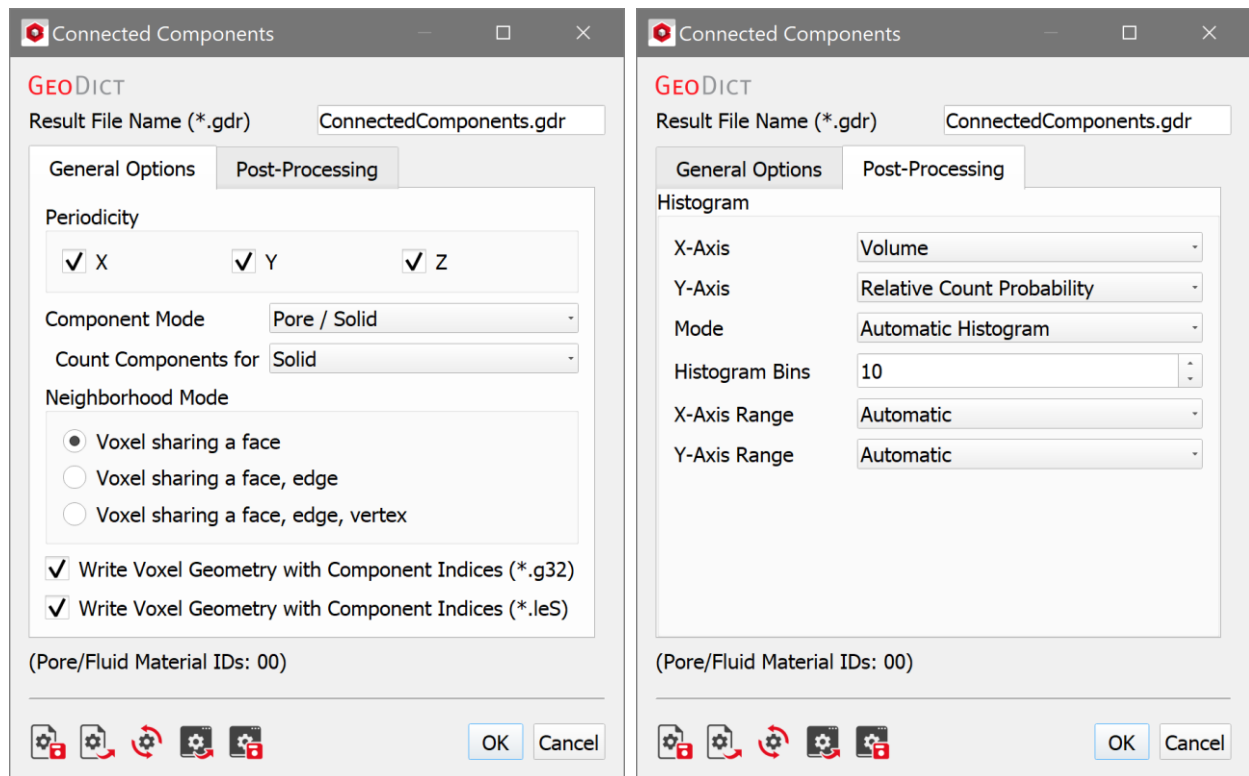 Connected Components
GEODICT
Result File Name (*.gdr) ConnectedComponents.gdr
General Options Post-Processing
Periodicity
X Y Z
Component Mode Pore / Solid
Count Components for Solid
Neighborhood Mode
Voxel sharing a face
Voxel sharing a face, edge
Voxel sharing a face, edge, vertex
Write Voxel Geometry with Component Indices (*.g32)
Write Voxel Geometry with Component Indices (*.leS)
(Pore/Fluid Material IDs: 00)
OK Cancel
Connected Components
GEODICT
Result File Name (*.gdr) ConnectedComponents.gdr
General Options Post-Processing
Histogram
X-Axis Volume
Y-Axis Relative Count Probability
Mode Automatic Histogram
Histogram Bins 10
X-Axis Range Automatic
Y-Axis Range Automatic
(Pore/Fluid Material IDs: 00)
OK Cancel